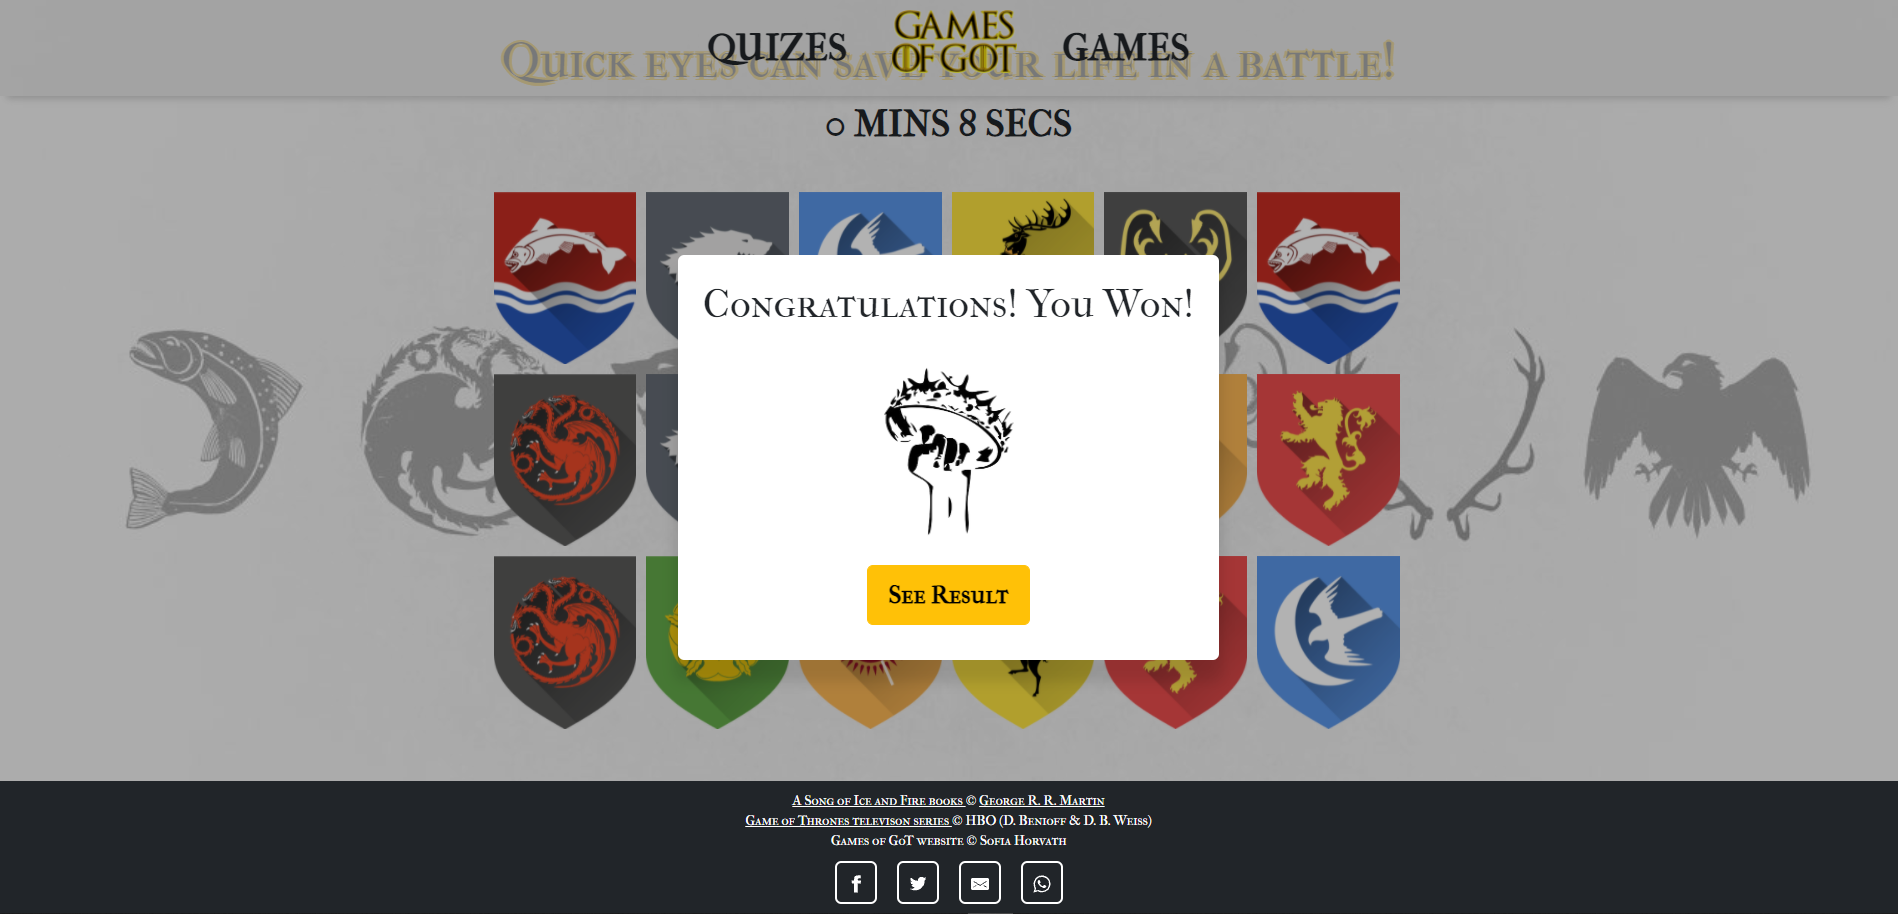 QUIZES
GAMES
OF GOT
GAMES
Quick eyes can save your life in a battle!
0 MINS 8 SECS
Congratulations! You Won!
See Result
A Song of Ice and Fire books © George R. R. Martin
Game of Thrones televison series © HBO (D. Benioff & D. B. Weiss)
Games of GoT website © Sofia Horvath